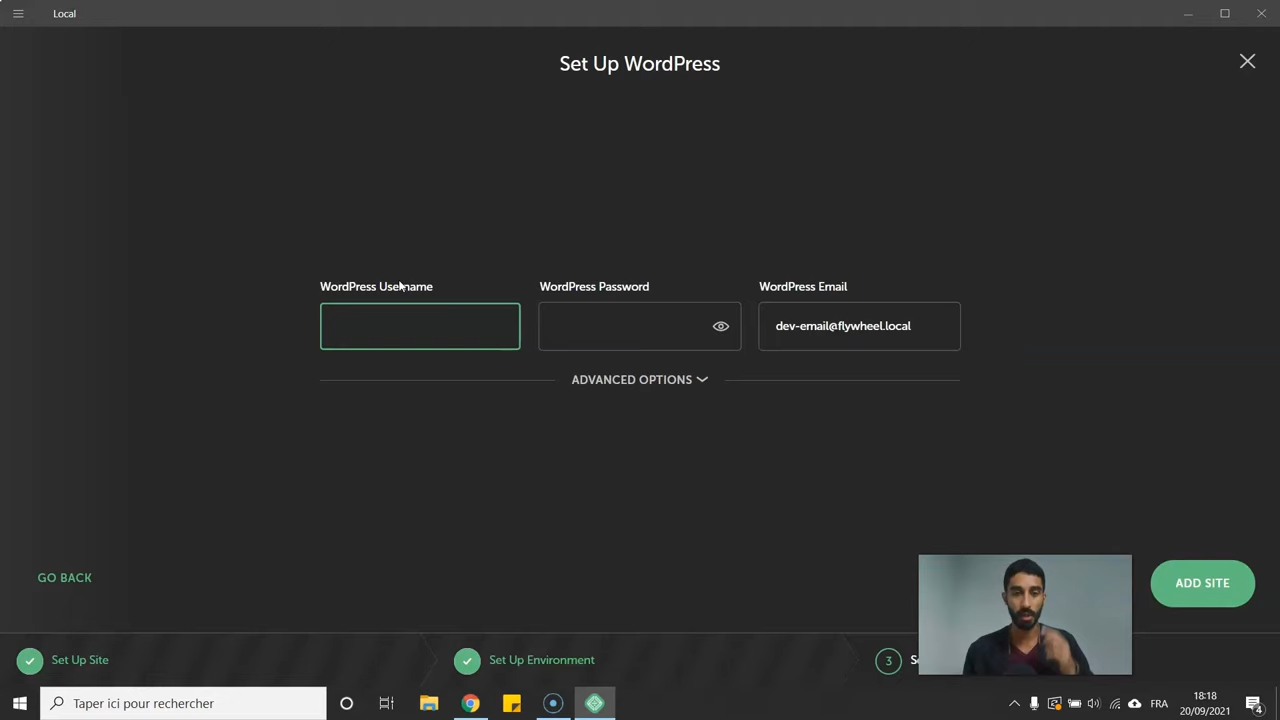 Local
Set Up WordPress
WordPress Username
WordPress Password
WordPress Email
dev-email@flywheel.local
ADVANCED OPTIONS
GO BACK
ADD SITE
Set Up Site
Set Up Environment
3
Taper ici pour rechercher
FRA
18:18
20/09/2021
4